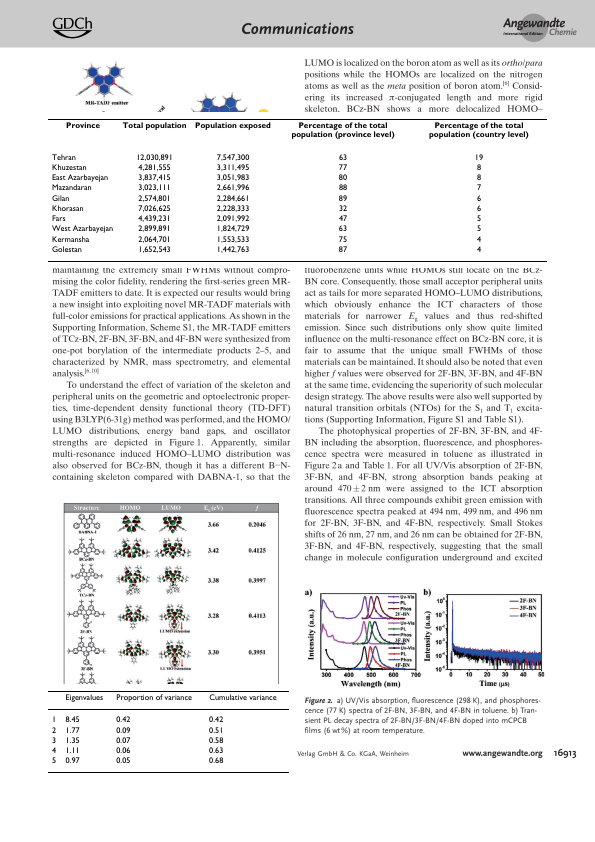 GDCh
Communications
Angewandte
International Edition
Chemie
MR-TADF emitter
LUMO is localized on the boron atom as well as its ortho/para
positions while the HOMOs are localized on the nitrogen
atoms as well as the meta position of boron atom.[6] Consid-
ering its increased π-conjugated length and more rigid
skeleton, BCz-BN shows a more delocalized HOMO–
Province Total population Population exposed Percentage of the total population (province level) Percentage of the total population (country level)
Tehran 12,030,891 7,547,300 63 19
Khuzestan 4,281,555 3,311,495 77 8
East Azarbayejan 3,837,415 3,051,983 80 8
Mazandaran 3,023,111 2,661,996 88 7
Gilan 2,574,801 2,284,661 89 6
Khorasan 7,026,625 2,228,333 32 6
Fars 4,439,231 2,091,992 47 5
West Azarbayejan 2,899,891 1,824,729 63 5
Kermansha 2,064,701 1,553,533 75 4
Golestan 1,652,543 1,442,763 87 4
maintaining the extremely small FWHMs without compro-
mising the color fidelity, rendering the first-series green MR-
TADF emitters to date. It is expected our results would bring
a new insight into exploiting novel MR-TADF materials with
full-color emissions for practical applications. As shown in the
Supporting Information, Scheme S1, the MR-TADF emitters
of TCz-BN, 2F-BN, 3F-BN, and 4F-BN were synthesized from
one-pot borylation of the intermediate products 2–5, and
characterized by NMR, mass spectrometry, and elemental
analysis.[6,10]
To understand the effect of variation of the skeleton and
peripheral units on the geometric and optoelectronic proper-
ties, time-dependent density functional theory (TD-DFT)
using B3LYP(6-31g) method was performed, and the HOMO/
LUMO distributions, energy band gaps, and oscillator
strengths are depicted in Figure 1. Apparently, similar
multi-resonance induced HOMO–LUMO distribution was
also observed for BCz-BN, though it has a different B–N-
containing skeleton compared with DABNA-1, so that the
Structure HOMO LUMO Eg (eV) f
DABNA-1 3.66 0.2046
BCz-BN 3.42 0.4125
TCz-BN 3.38 0.3997
2F-BN LUMO Extension 3.28 0.4113
3F-BN LUMO Extension 3.30 0.3951
Eigenvalues Proportion of variance Cumulative variance
1 8.45 0.42 0.42
2 1.77 0.09 0.51
3 1.35 0.07 0.58
4 1.11 0.06 0.63
5 0.97 0.05 0.68
fluorobenzene units while HOMOs still locate on the BCz-
BN core. Consequently, those small acceptor peripheral units
act as tails for more separated HOMO–LUMO distributions,
which obviously enhance the ICT characters of those
materials for narrower Eg values and thus red-shifted
emission. Since such distributions only show quite limited
influence on the multi-resonance effect on BCz-BN core, it is
fair to assume that the unique small FWHMs of those
materials can be maintained. It should also be noted that even
higher f values were observed for 2F-BN, 3F-BN, and 4F-BN
at the same time, evidencing the superiority of such molecular
design strategy. The above results were also well supported by
natural transition orbitals (NTOs) for the S1 and T1 excita-
tions (Supporting Information, Figure S1 and Table S1).
The photophysical properties of 2F-BN, 3F-BN, and 4F-
BN including the absorption, fluorescence, and phosphores-
cence spectra were measured in toluene as illustrated in
Figure 2 a and Table 1. For all UV/Vis absorption of 2F-BN,
3F-BN, and 4F-BN, strong absorption bands peaking at
around 470 ± 2 nm were assigned to the ICT absorption
transitions. All three compounds exhibit green emission with
fluorescence spectra peaked at 494 nm, 499 nm, and 496 nm
for 2F-BN, 3F-BN, and 4F-BN, respectively. Small Stokes
shifts of 26 nm, 27 nm, and 26 nm can be obtained for 2F-BN,
3F-BN, and 4F-BN, respectively, suggesting that the small
change in molecule configuration underground and excited
a)
Intensity (a.u.)
Uv-Vis
PL
Phos
2F-BN
Uv-Vis
PL
Phos
3F-BN
Uv-Vis
PL
Phos
4F-BN
300 400 500 600 700
Wavelength (nm)
b)
Intensity (a.u.)
2F-BN
3F-BN
4F-BN
0 10 20 30 40 50
Time (μs)
Figure 2. a) UV/Vis absorption, fluorescence (298 K), and phosphores-
cence (77 K) spectra of 2F-BN, 3F-BN, and 4F-BN in toluene. b) Tran-
sient PL decay spectra of 2F-BN/3F-BN/4F-BN doped into mCPCB
films (6 wt %) at room temperature.
Verlag GmbH & Co. KGaA, Weinheim www.angewandte.org 16913